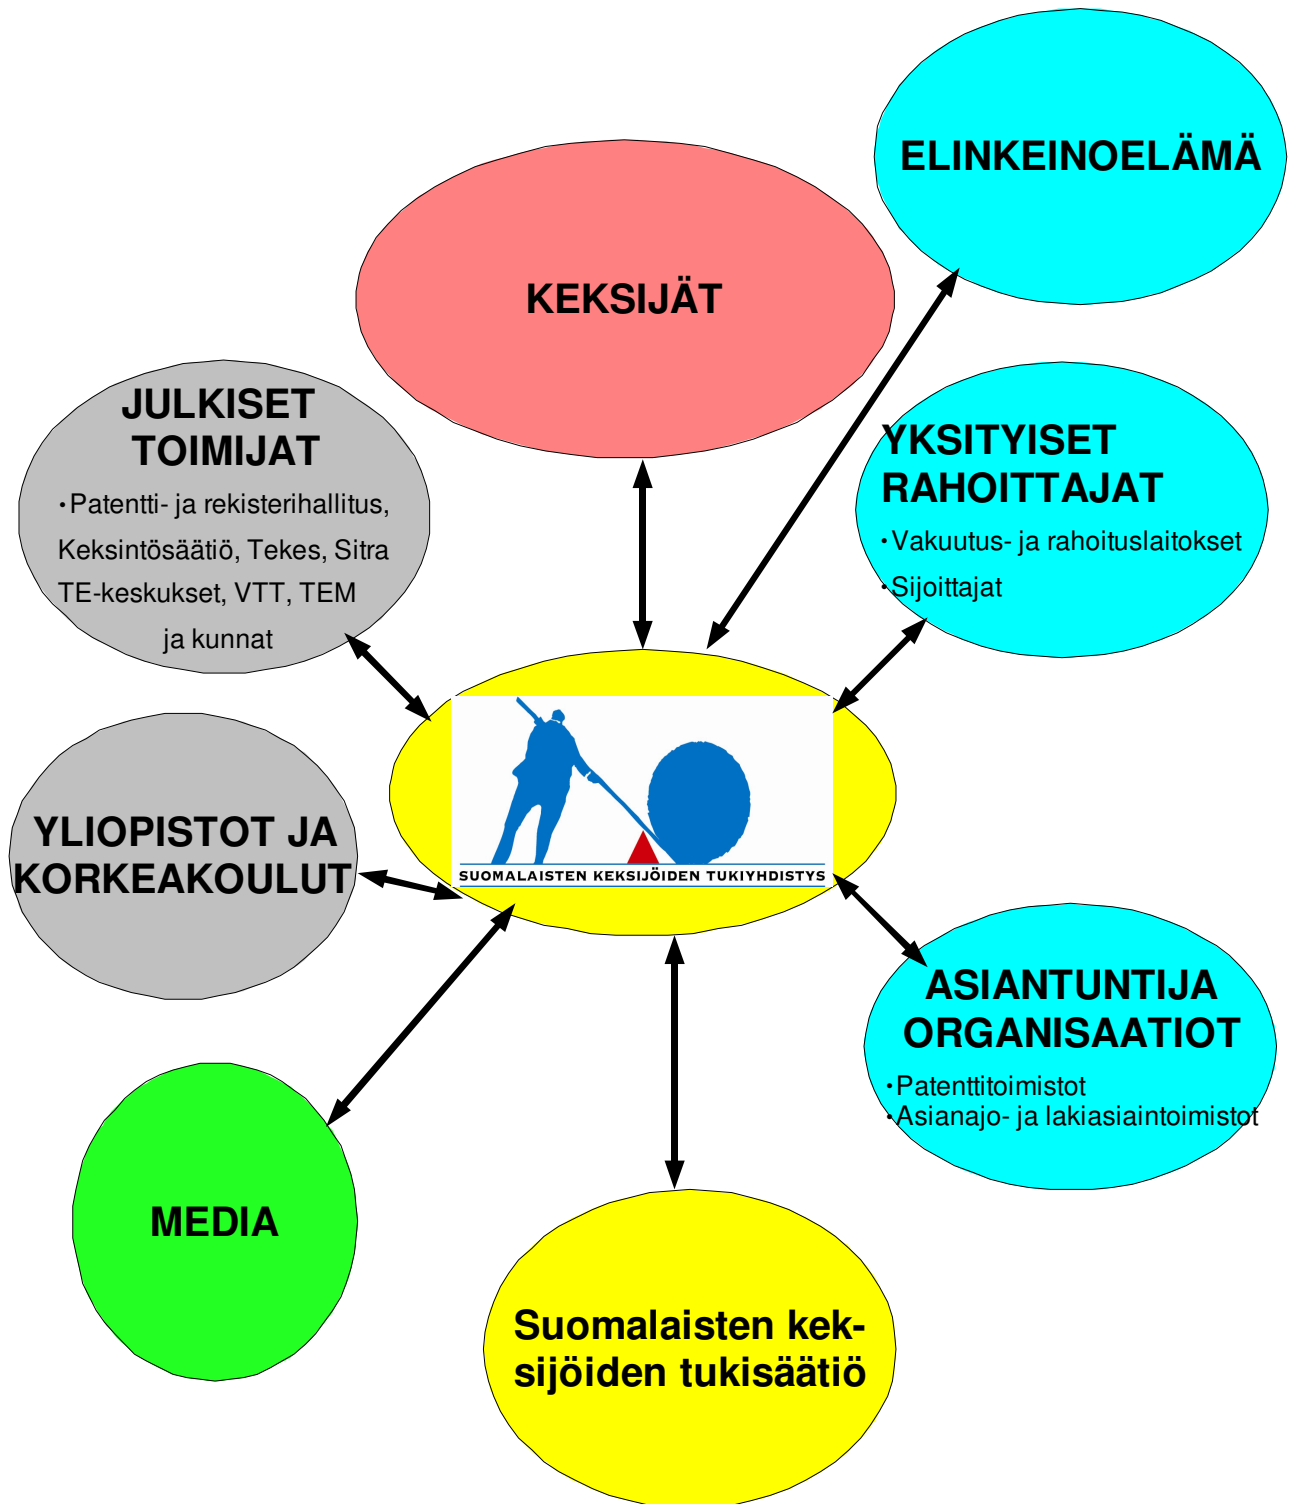 ELINKEINOELÄMÄ
KEKSIJÄT
JULKISET
TOIMIJAT
•Patentti- ja rekisterihallitus,
Keksintösäätiö, Tekes, Sitra
TE-keskukset, VTT, TEM
ja kunnat
YKSITYISET
RAHOITTAJAT
•Vakuutus- ja rahoituslaitokset
•Sijoittajat
SUOMALAISTEN KEKSIJÖIDEN TUKIYHDISTYS
YLIOPISTOT JA
KORKEAKOULUT
ASIANTUNTIJA
ORGANISAATIOT
•Patenttitoimistot
•Asianajo- ja lakiasiaintoimistot
MEDIA
Suomalaisten kek-
sijöiden tukisäätiö